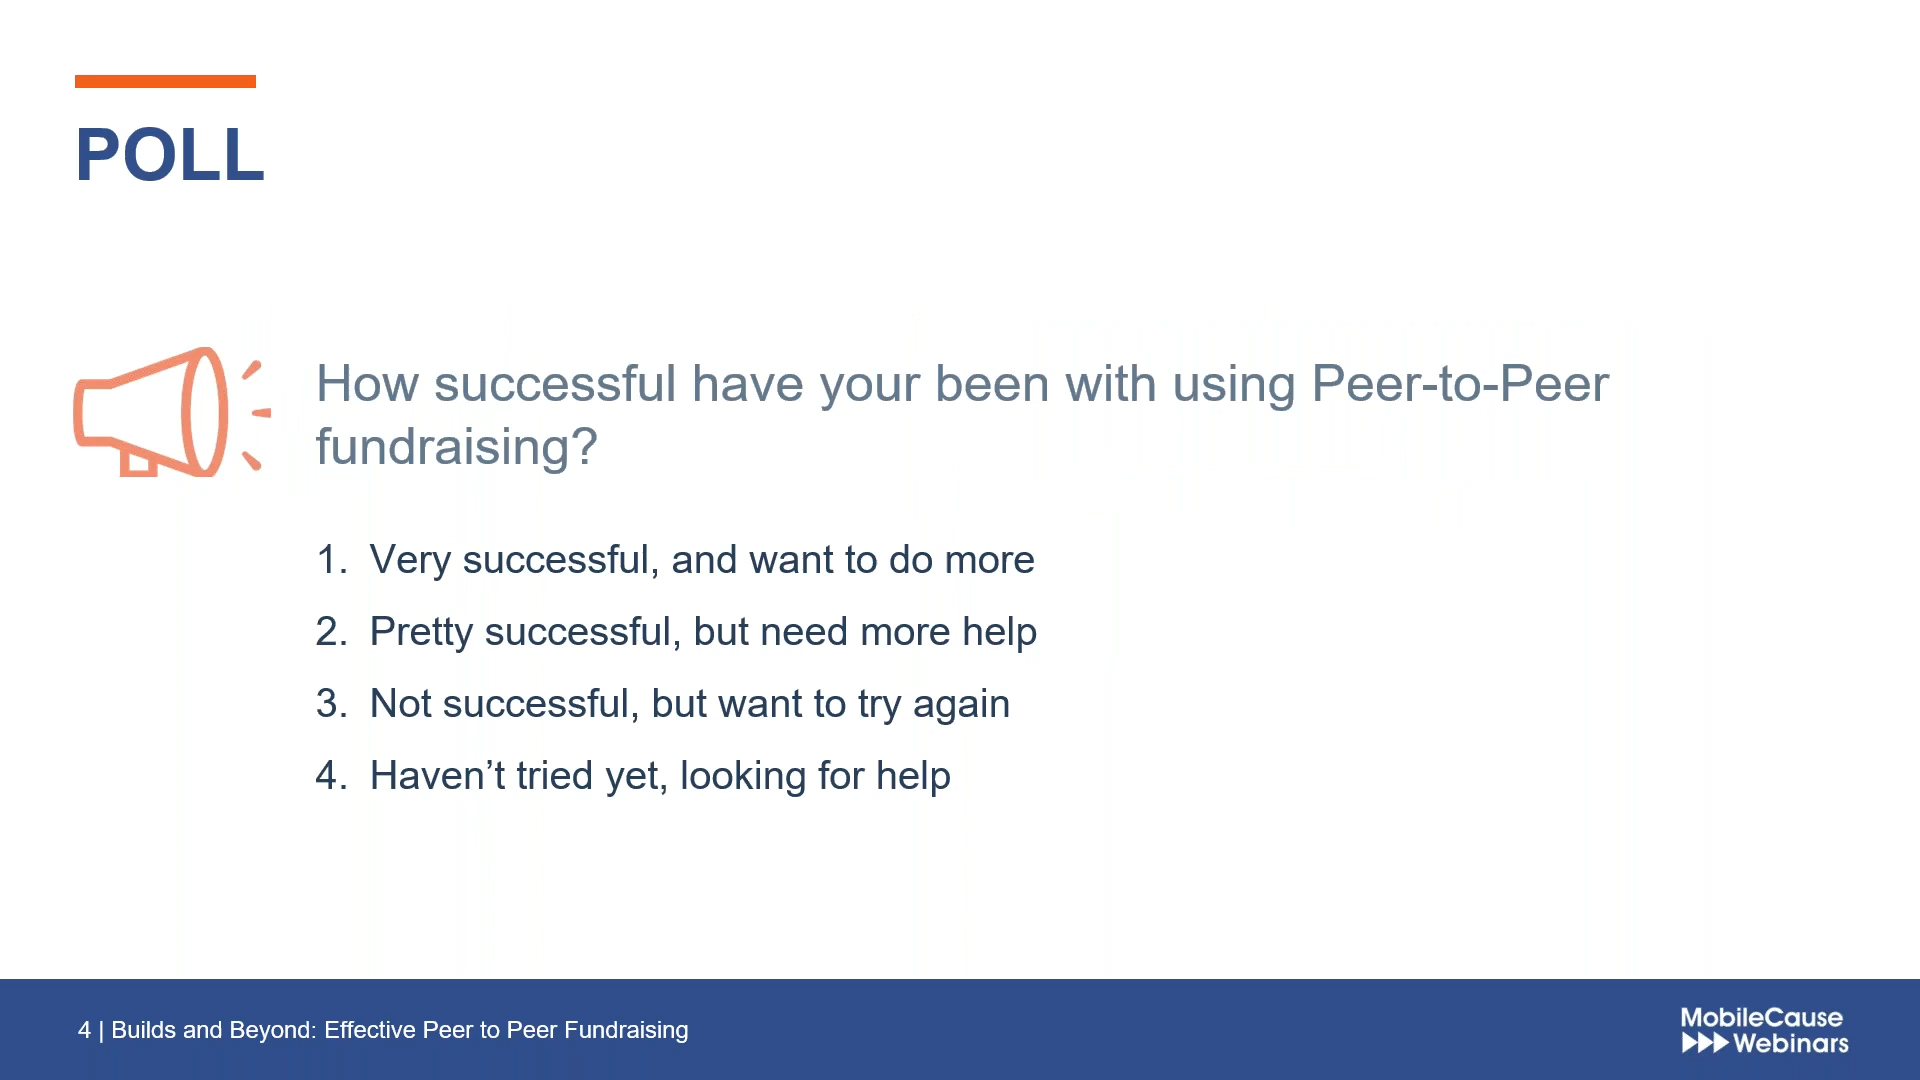 POLL
How successful have your been with using Peer-to-Peer
fundraising?
1. Very successful, and want to do more
2. Pretty successful, but need more help
3. Not successful, but want to try again
4. Haven’t tried yet, looking for help
4 | Builds and Beyond: Effective Peer to Peer Fundraising
MobileCause
Webinars